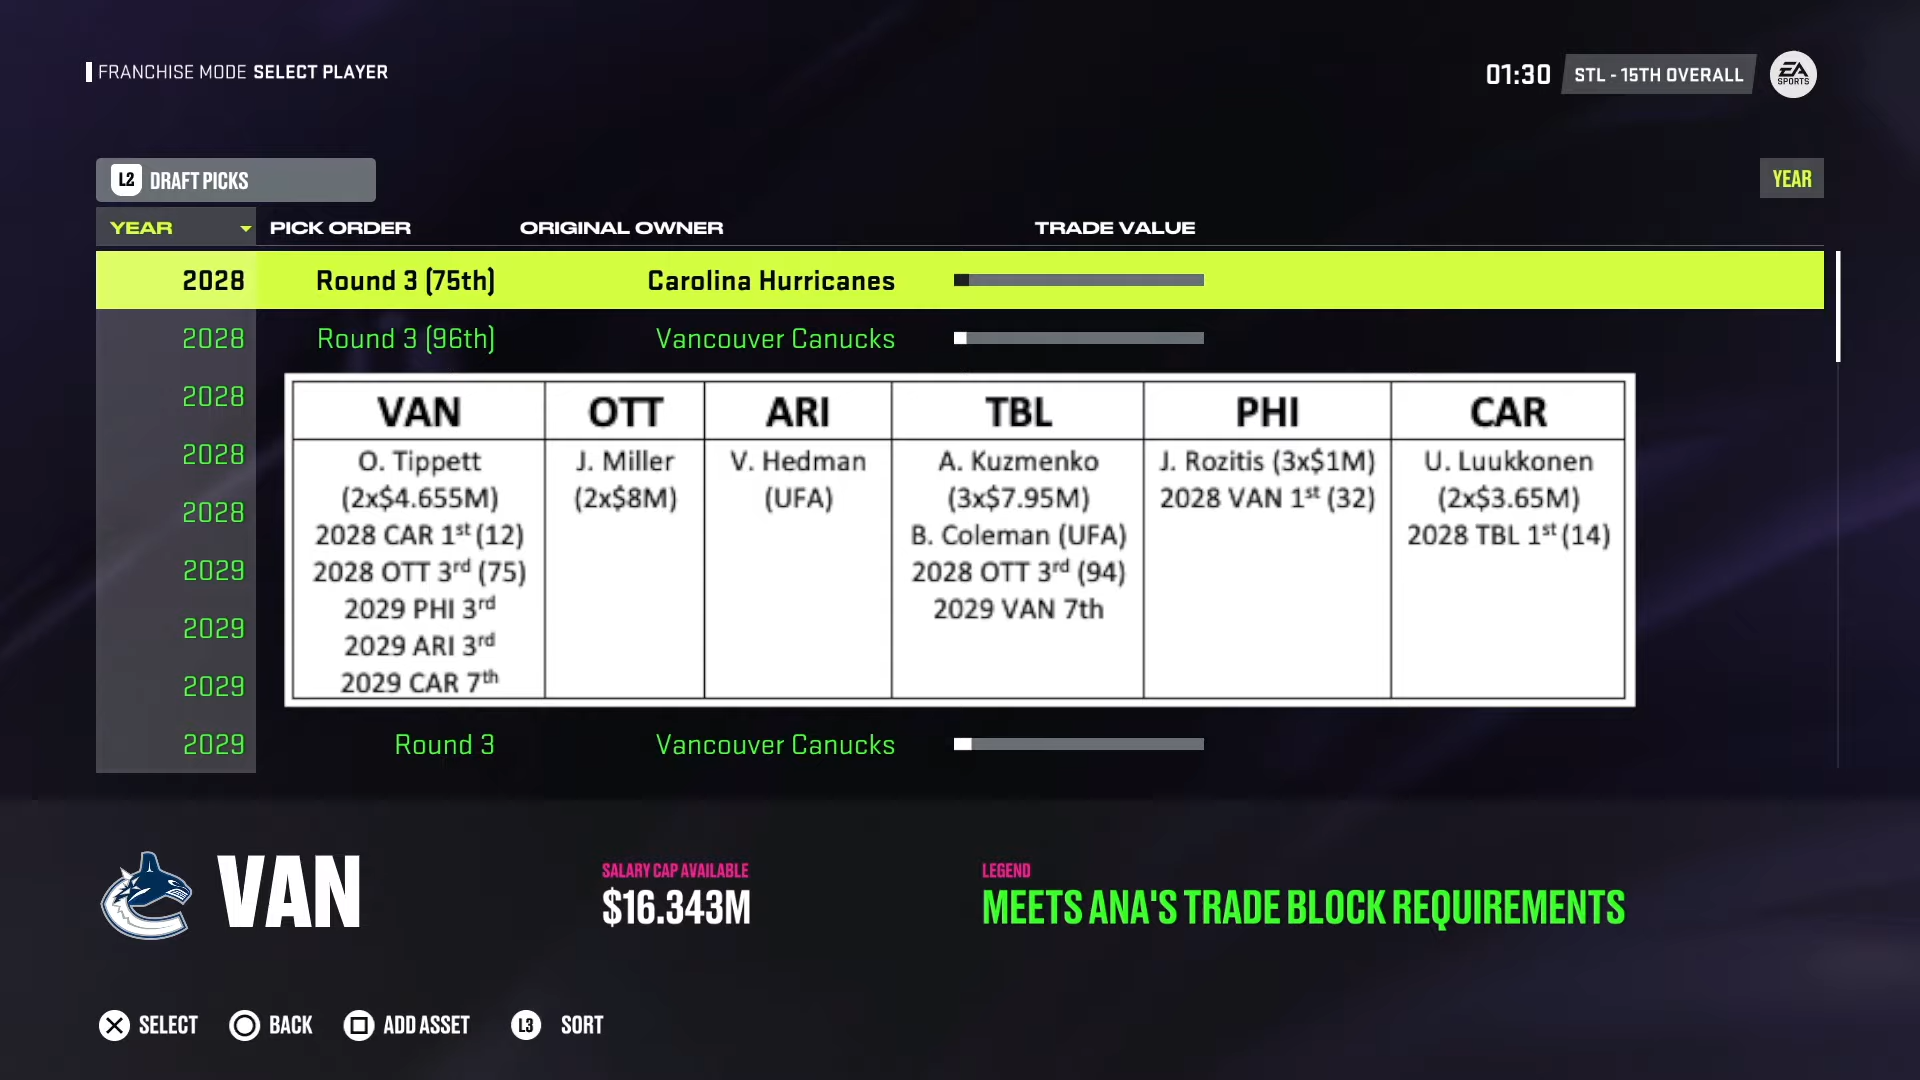 FRANCHISE MODE SELECT PLAYER
01:30 STL - 15TH OVERALL EA SPORTS
L2 DRAFT PICKS
YEAR
YEAR PICK ORDER ORIGINAL OWNER TRADE VALUE
2028 Round 3 (75th) Carolina Hurricanes
2028 Round 3 (96th) Vancouver Canucks
2028
2028
2028
2029
2029
2029
VAN
O. Tippett
(2x$4.655M)
2028 CAR 1st (12)
2028 OTT 3rd (75)
2029 PHI 3rd
2029 ARI 3rd
2029 CAR 7th
OTT
J. Miller
(2x$8M)
ARI
V. Hedman
(UFA)
TBL
A. Kuzmenko
(3x$7.95M)
B. Coleman (UFA)
2028 OTT 3rd (94)
2029 VAN 7th
PHI
J. Rozitis (3x$1M)
2028 VAN 1st (32)
CAR
U. Luukkonen
(2x$3.65M)
2028 TBL 1st (14)
2029 Round 3 Vancouver Canucks
VAN
SALARY CAP AVAILABLE
$16.343M
LEGEND
MEETS ANA'S TRADE BLOCK REQUIREMENTS
SELECT BACK ADD ASSET L3 SORT